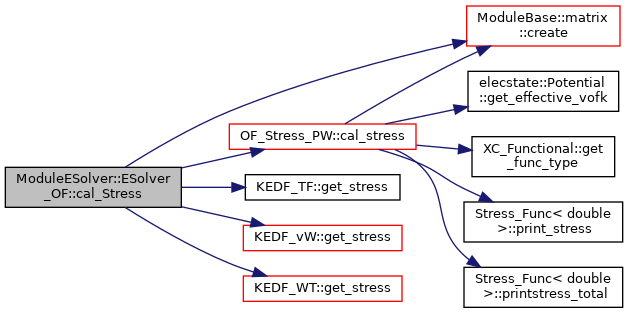 ModuleESolver::ESolver
_OF::cal_Stress
ModuleBase::matrix
::create
OF_Stress_PW::cal_stress
elecstate::Potential
::get_effective_vofk
XC_Functional::get
_func_type
Stress_Func< double
>::print_stress
Stress_Func< double
>::printstress_total
KEDF_TF::get_stress
KEDF_vW::get_stress
KEDF_WT::get_stress